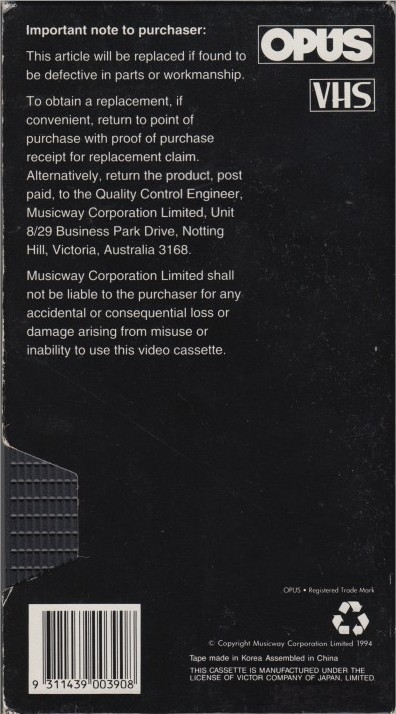 Important note to purchaser:
OPUS
This article will be replaced if found to
be defective in parts or workmanship.
VHS
To obtain a replacement, if
convenient, return to point of
purchase with proof of purchase
receipt for replacement claim.
Alternatively, return the product, post
paid, to the Quality Control Engineer,
Musicway Corporation Limited, Unit
8/29 Business Park Drive, Notting
Hill, Victoria, Australia 3168.
Musicway Corporation Limited shall
not be liable to the purchaser for any
accidental or consequential loss or
damage arising from misuse or
inability to use this video cassette.
OPUS • Registered Trade Mark
© Copyright Musicway Corporation Limited 1994
Tape made in Korea Assembled in China
THIS CASSETTE IS MANUFACTURED UNDER THE
LICENSE OF VICTOR COMPANY OF JAPAN, LIMITED.
9 311439 003908